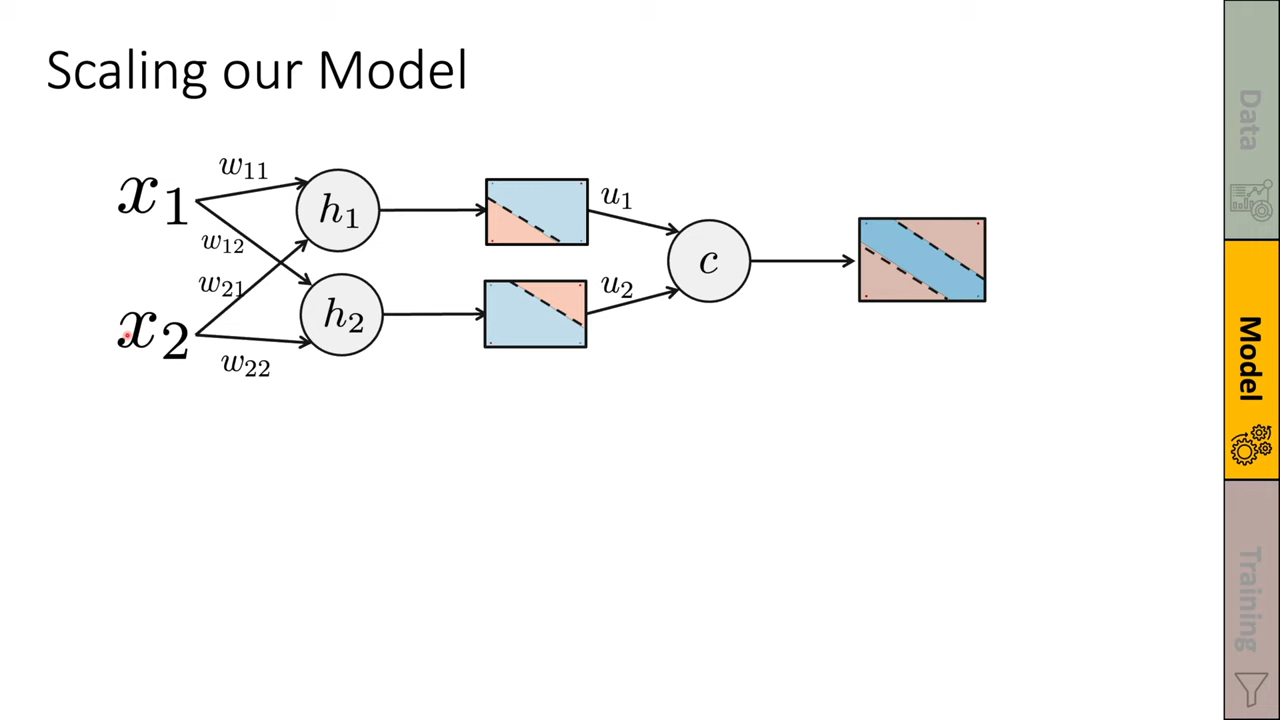 Scaling our Model
x₁
w₁₁
h₁
u₁
w₁₂
c
w₂₁
u₂
x₂
h₂
w₂₂
Data
Model
Training